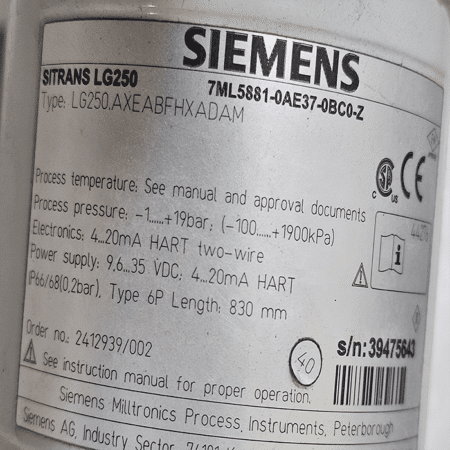 SIEMENS
SITRANS LG250
7ML5881-0AE37-0BC0-Z
Type: LG250.AXEABFHXADAM
Process temperature: See manual and approval documents
Process pressure: -1.....+19bar; (-100.....+1900kPa)
Electronics: 4...20mA HART two-wire
Power supply: 9,6...35 VDC; 4...20mA HART
IP66/68(0,2bar), Type 6P Length: 830 mm
Order no.: 2412939/002
s/n: 39475643
40
See instruction manual for proper operation.
Siemens Milltronics Process, Instruments, Peterborough
Siemens AG, Industry Sector,
C US
CE
i